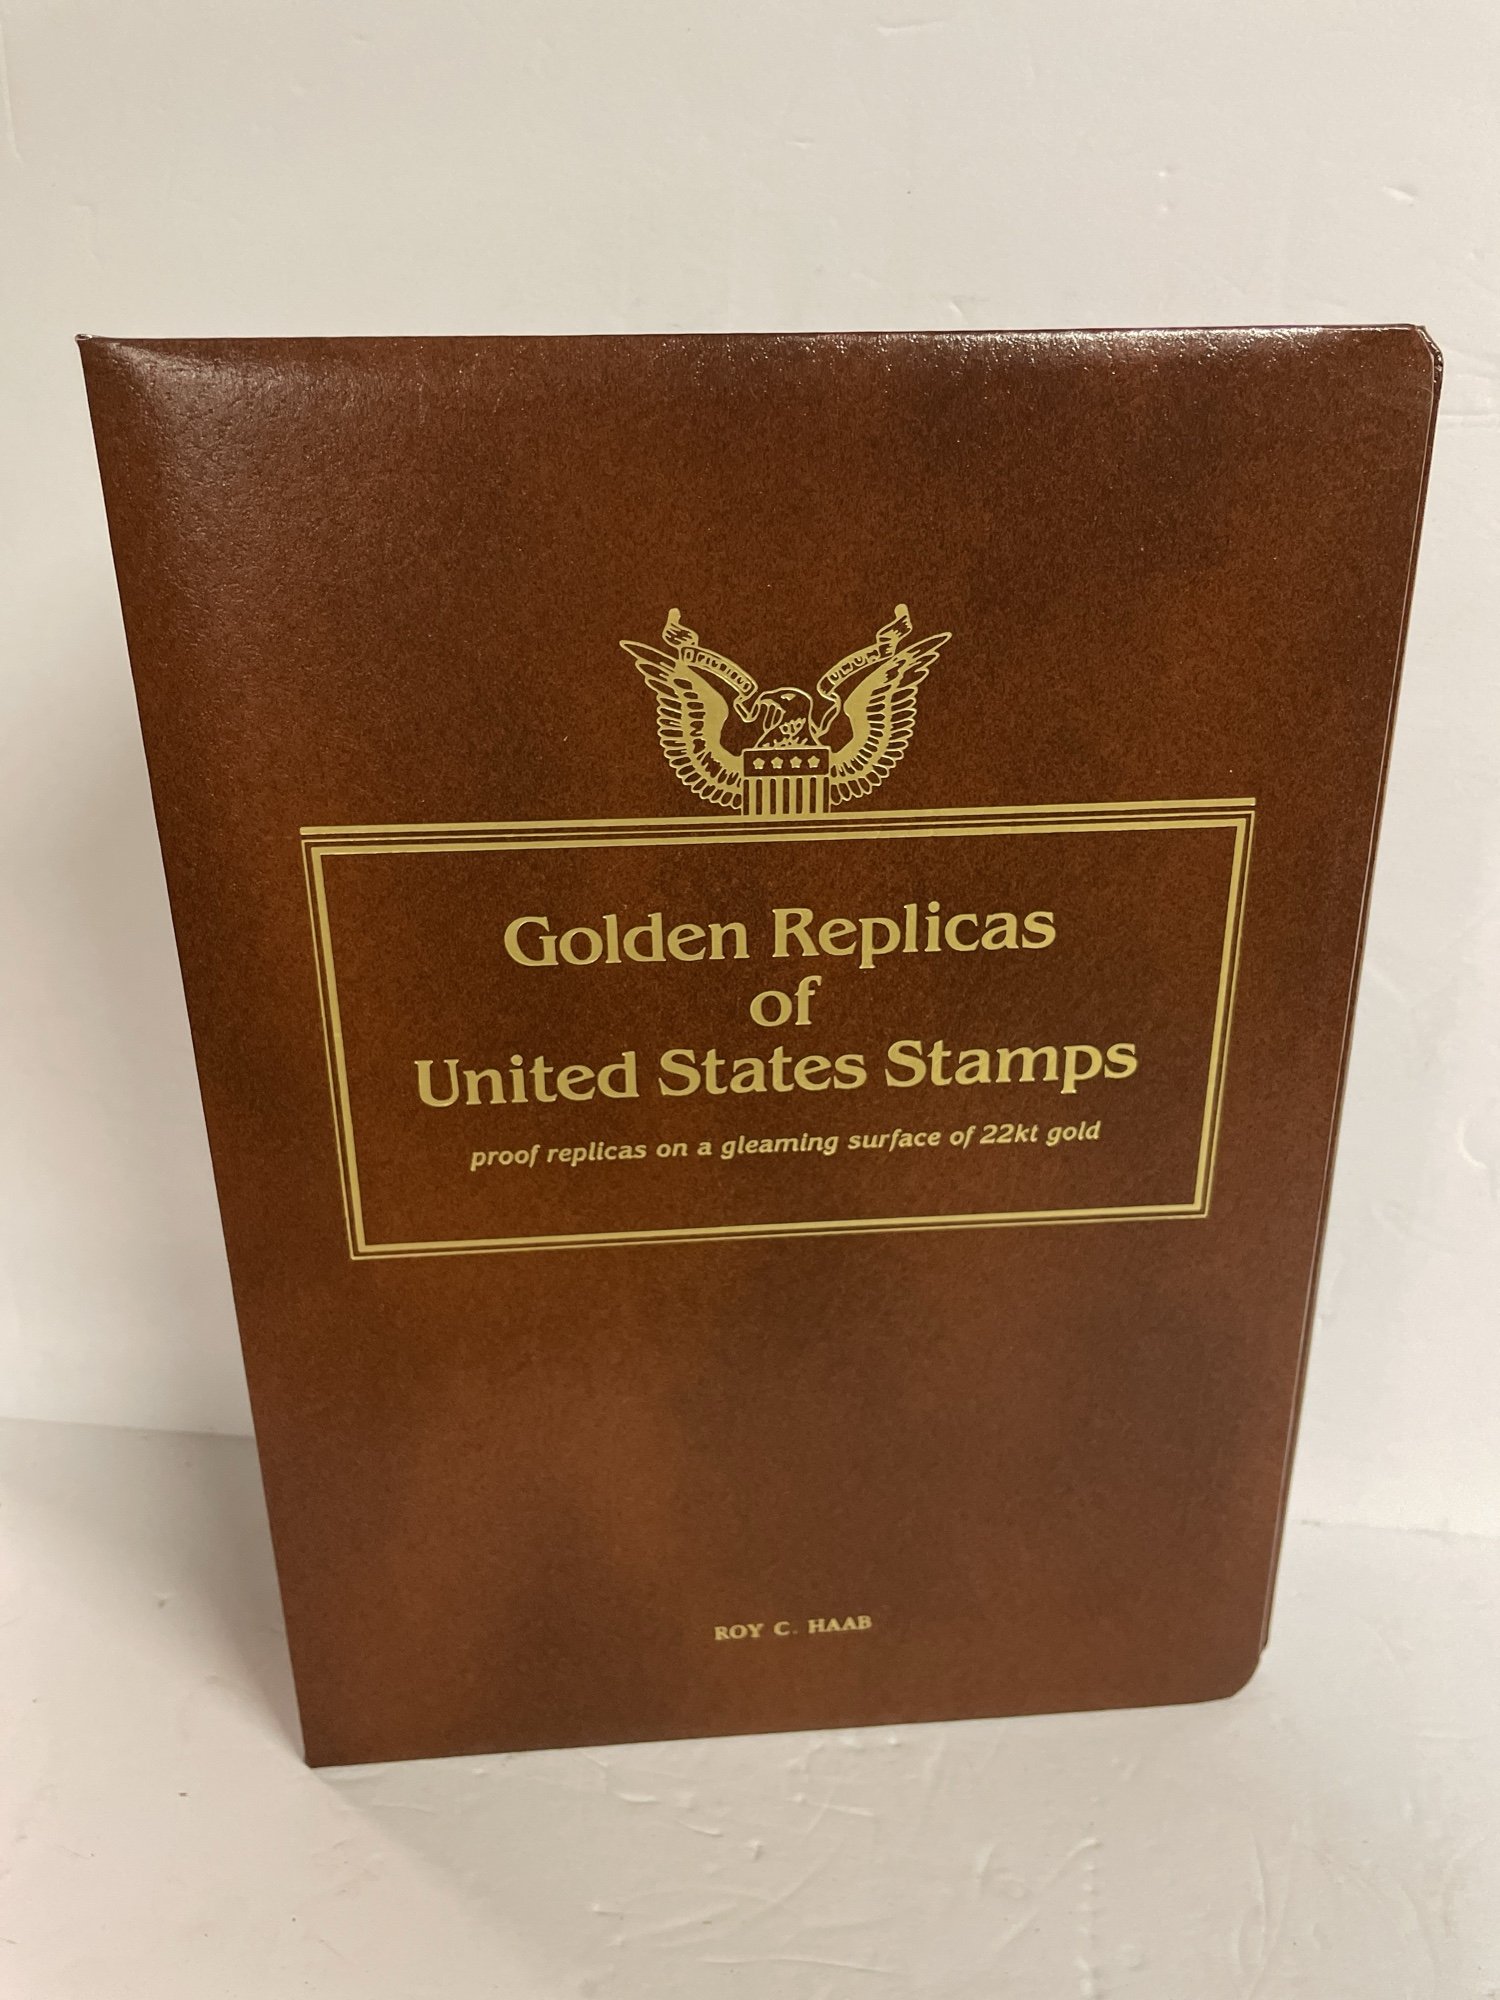 Golden Replicas
of
United States Stamps
proof replicas on a gleaming surface of 22kt gold
ROY C. HAAB